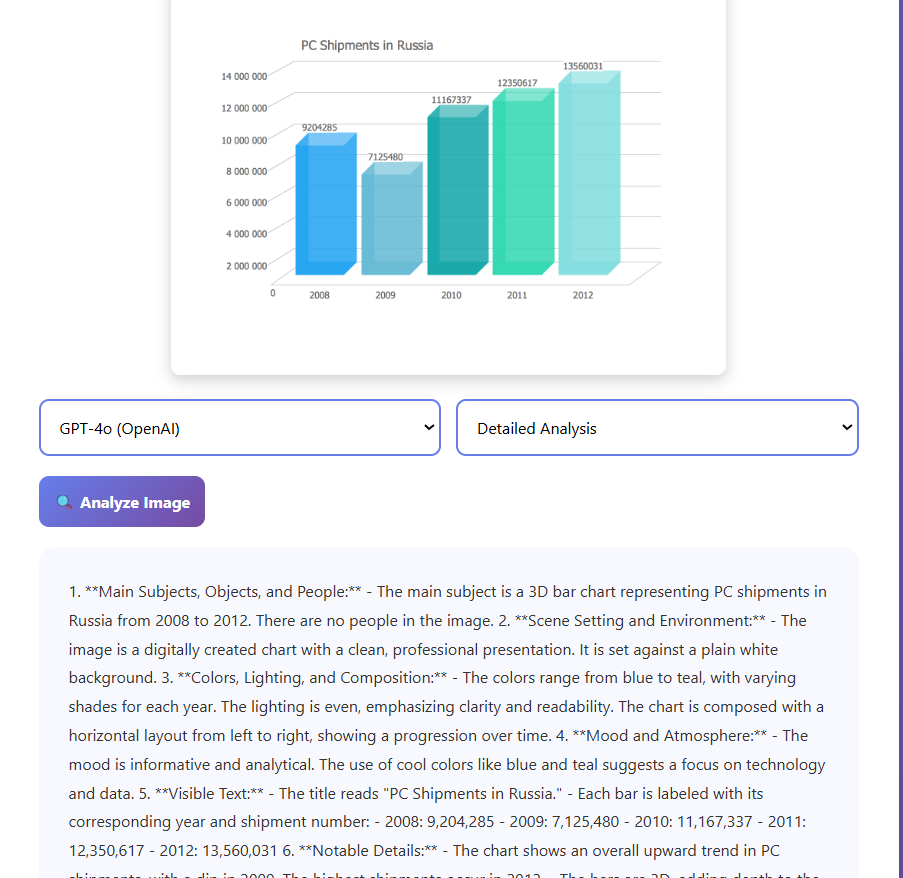 PC Shipments in Russia
14 000 000
12 000 000
10 000 000
8 000 000
6 000 000
4 000 000
2 000 000
0
9204285
7125480
11167337
12350617
13560031
2008
2009
2010
2011
2012
GPT-4o (OpenAI)
Detailed Analysis
Analyze Image
1. **Main Subjects, Objects, and People:** - The main subject is a 3D bar chart representing PC shipments in
Russia from 2008 to 2012. There are no people in the image. 2. **Scene Setting and Environment:** - The
image is a digitally created chart with a clean, professional presentation. It is set against a plain white
background. 3. **Colors, Lighting, and Composition:** - The colors range from blue to teal, with varying
shades for each year. The lighting is even, emphasizing clarity and readability. The chart is composed with a
horizontal layout from left to right, showing a progression over time. 4. **Mood and Atmosphere:** - The
mood is informative and analytical. The use of cool colors like blue and teal suggests a focus on technology
and data. 5. **Visible Text:** - The title reads "PC Shipments in Russia." - Each bar is labeled with its
corresponding year and shipment number: - 2008: 9,204,285 - 2009: 7,125,480 - 2010: 11,167,337 - 2011:
12,350,617 - 2012: 13,560,031 6. **Notable Details:** - The chart shows an overall upward trend in PC